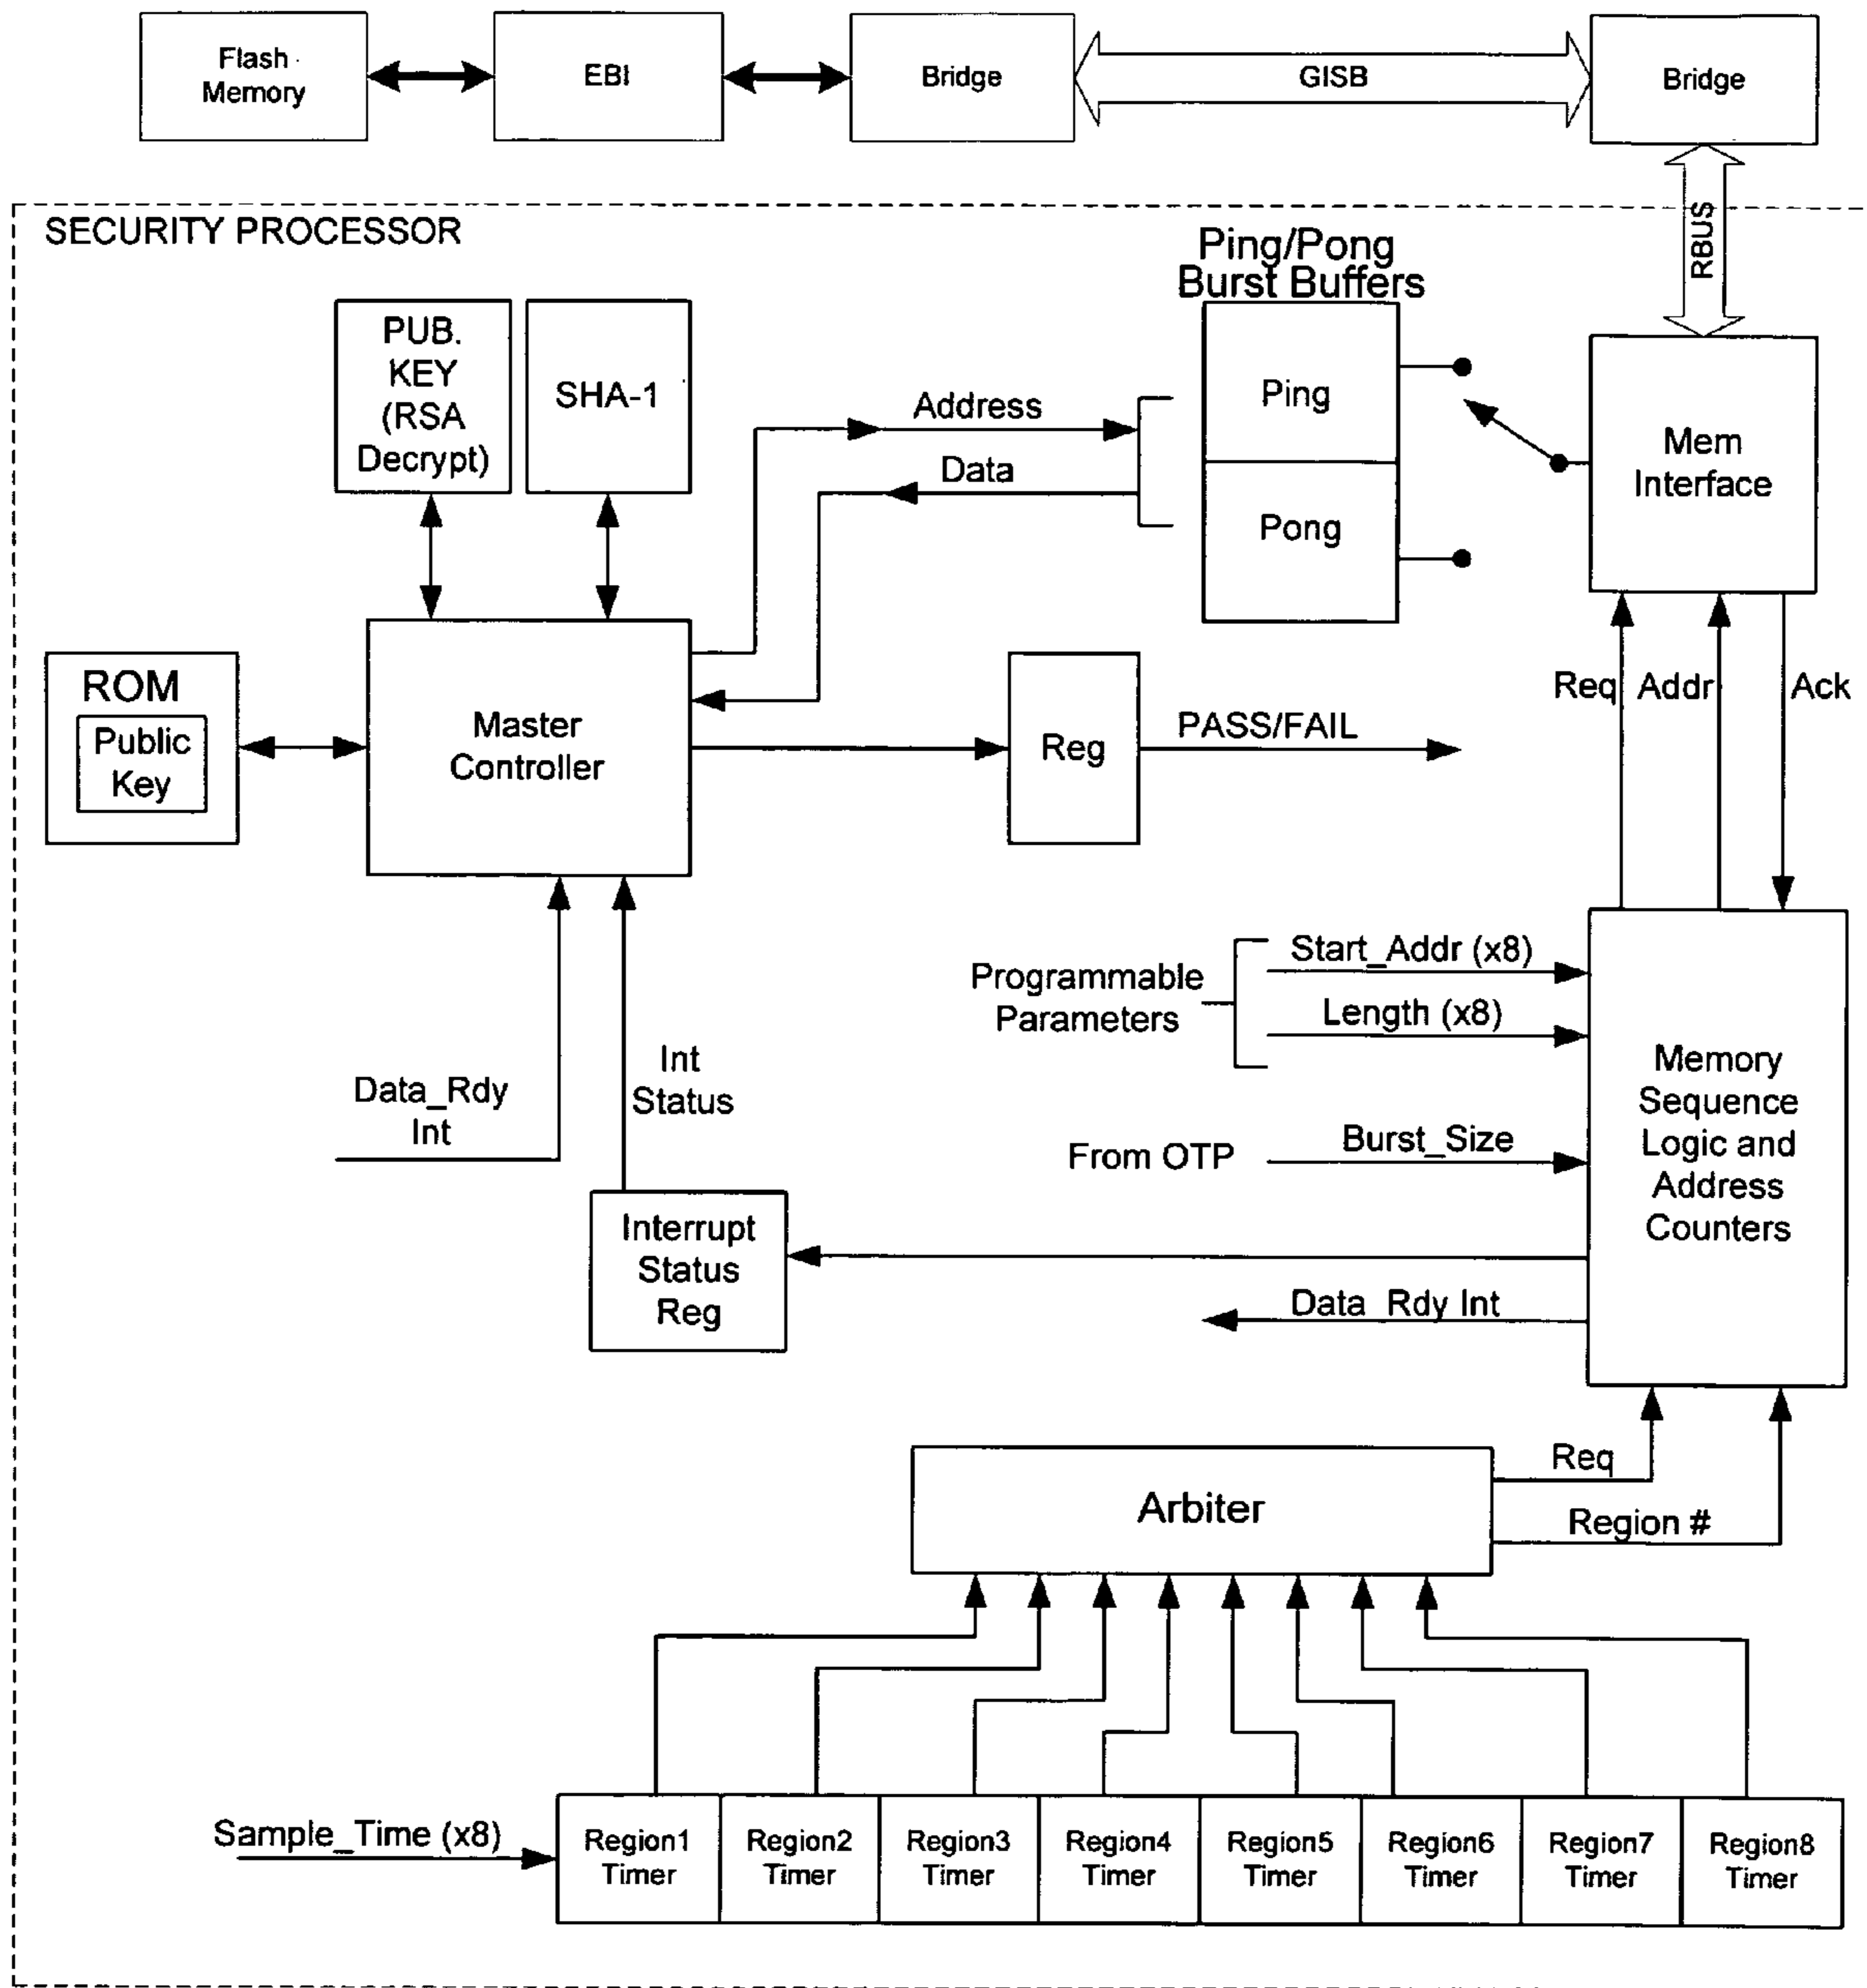 Flash
Memory
EBI
Bridge
GISB
Bridge
RBUS
SECURITY PROCESSOR
Ping/Pong
Burst Buffers
PUB.
KEY
(RSA
Decrypt)
SHA-1
Address
Data
Ping
Pong
Mem
Interface
ROM
Public
Key
Master
Controller
Reg
PASS/FAIL
Req
Addr
Ack
Programmable
Parameters
Start_Addr (x8)
Length (x8)
Memory
Sequence
Logic and
Address
Counters
Data_Rdy
Int
Int
Status
From OTP
Burst_Size
Interrupt
Status
Reg
Data_Rdy Int
Arbiter
Req
Region #
Sample_Time (x8)
Region1
Timer
Region2
Timer
Region3
Timer
Region4
Timer
Region5
Timer
Region6
Timer
Region7
Timer
Region8
Timer